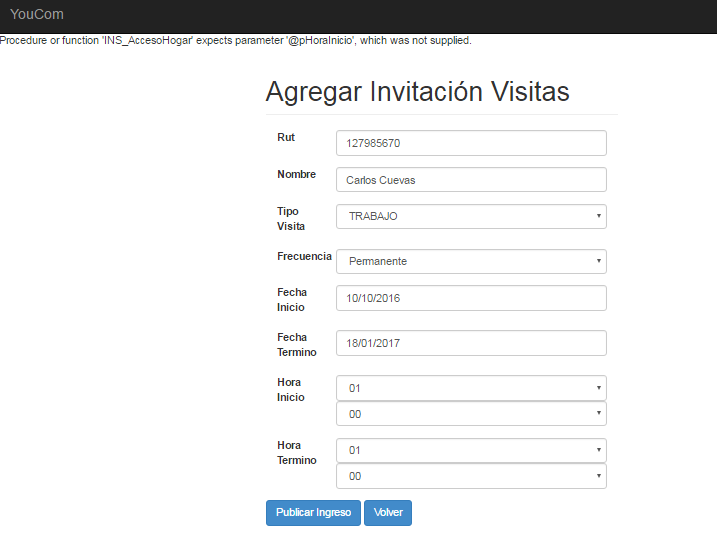 YouCom
Procedure or function 'INS_AccesoHogar' expects parameter '@pHoraInicio', which was not supplied.
Agregar Invitación Visitas
Rut
127985670
Nombre
Carlos Cuevas
Tipo
Visita
TRABAJO
Frecuencia
Permanente
Fecha
Inicio
10/10/2016
Fecha
Termino
18/01/2017
Hora
Inicio
01
00
Hora
Termino
01
00
Publicar Ingreso
Volver